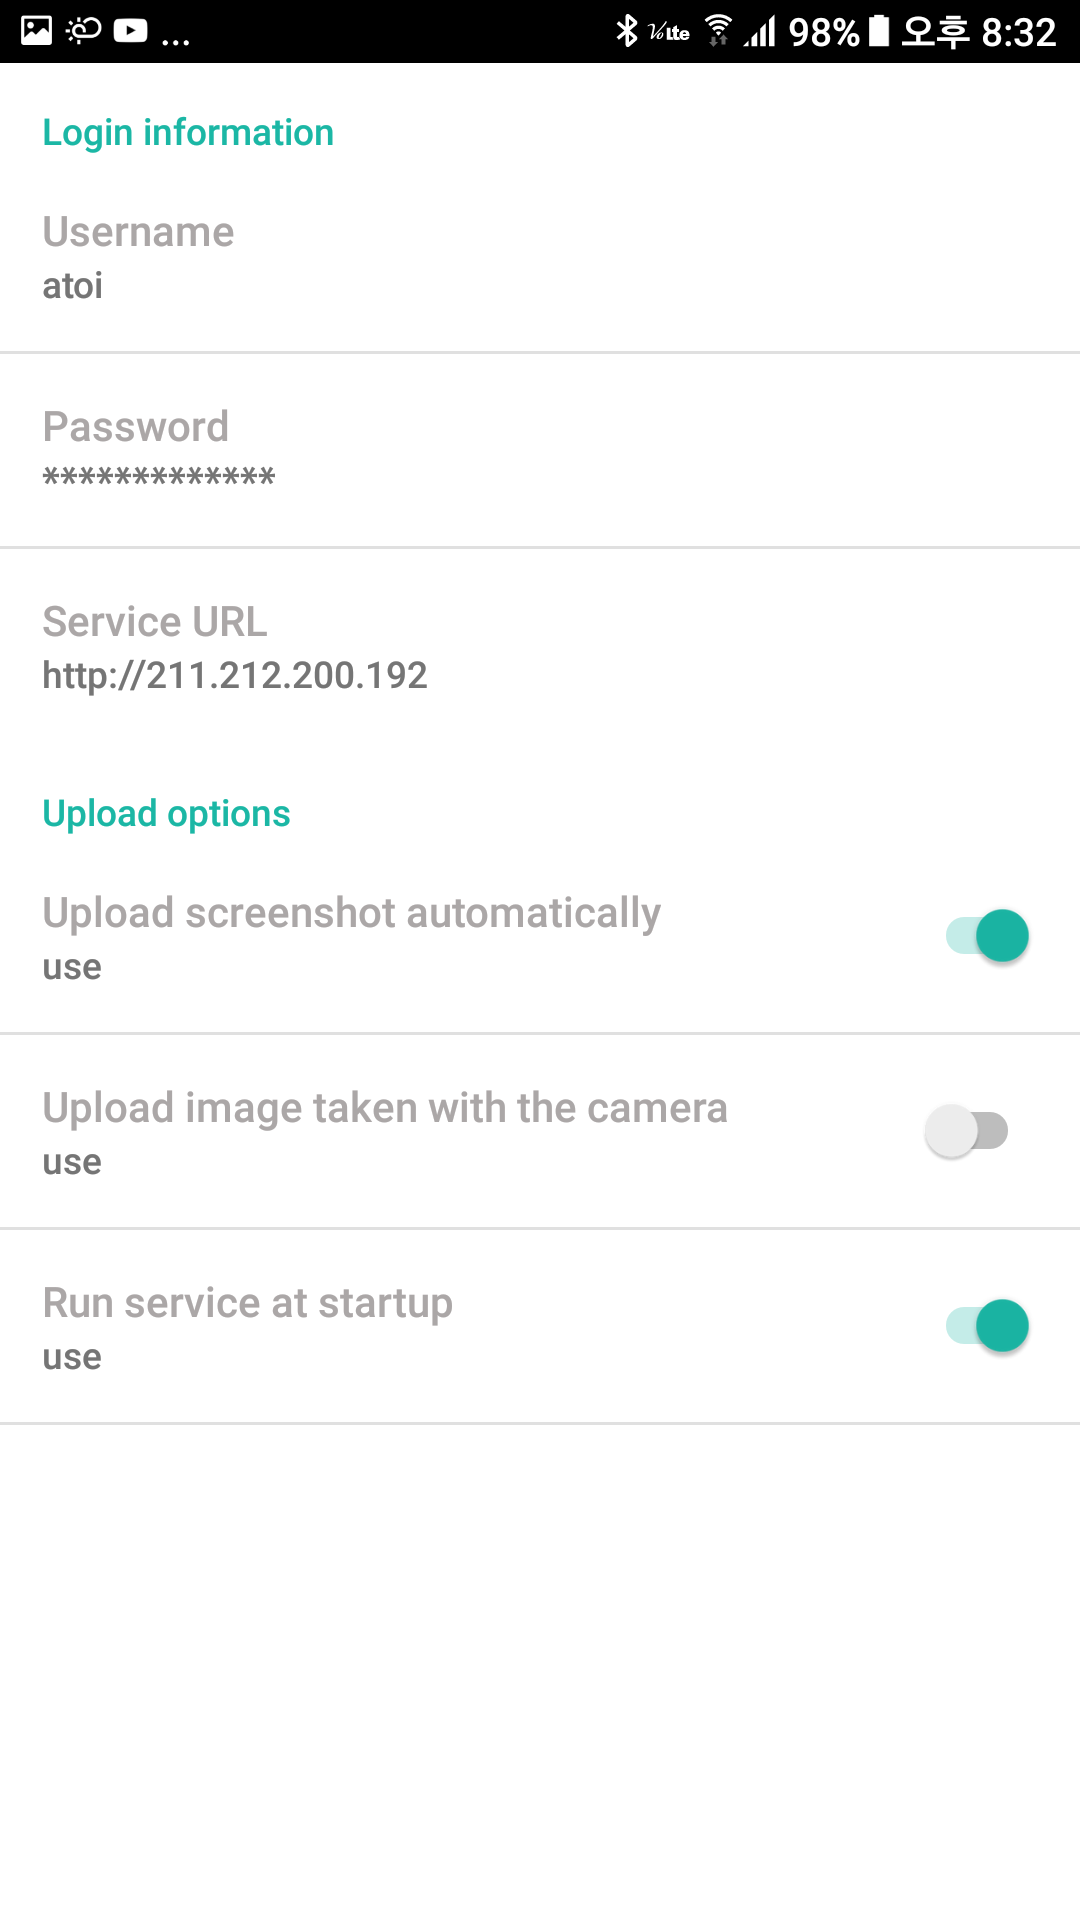 ... Volte 98% 오후 8:32
Login information
Username
atoi
Password
*************
Service URL
http://211.212.200.192
Upload options
Upload screenshot automatically
use
Upload image taken with the camera
use
Run service at startup
use